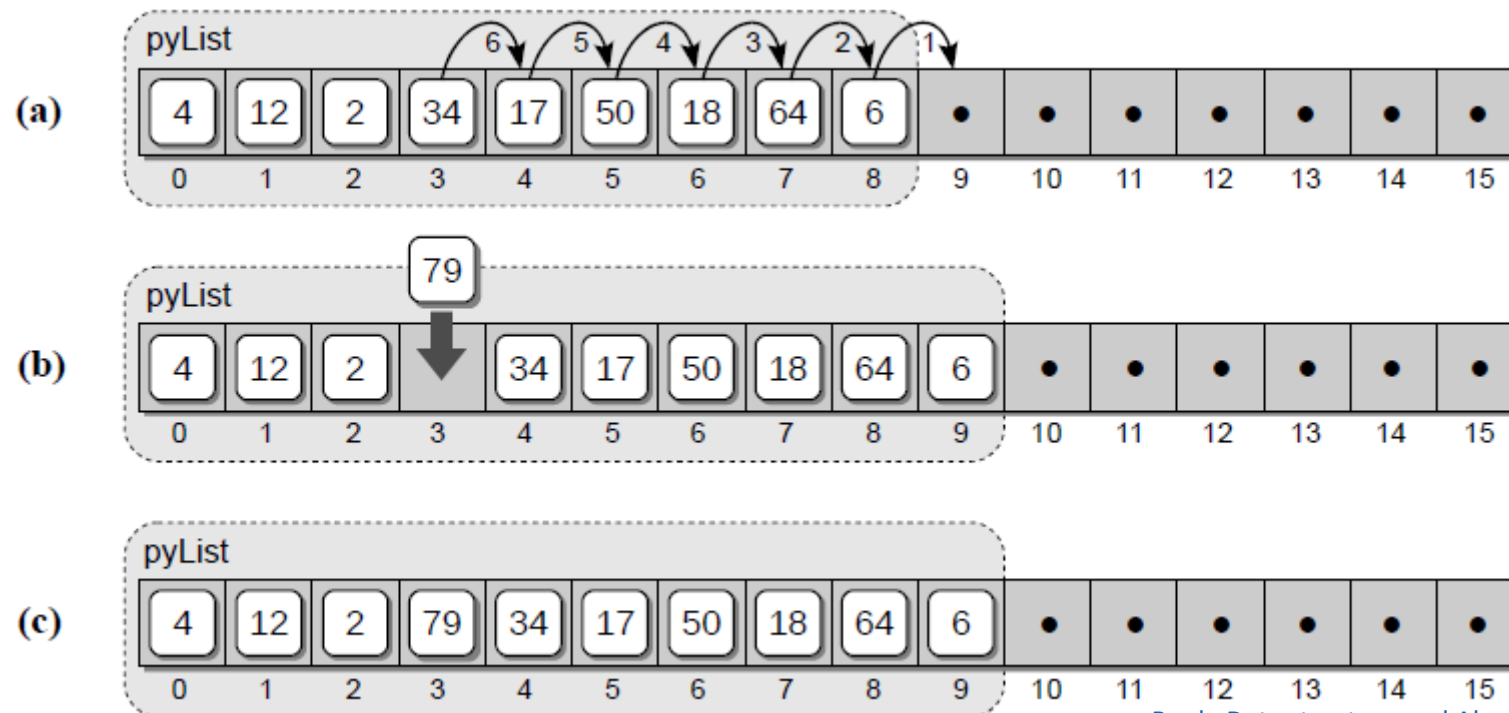 pyList
6 5 4 3 2 1
(a) 4 12 2 34 17 50 18 64 6
0 1 2 3 4 5 6 7 8 9 10 11 12 13 14 15
79
pyList
(b) 4 12 2 34 17 50 18 64 6
0 1 2 3 4 5 6 7 8 9 10 11 12 13 14 15
pyList
(c) 4 12 2 79 34 17 50 18 64 6
0 1 2 3 4 5 6 7 8 9 10 11 12 13 14 15